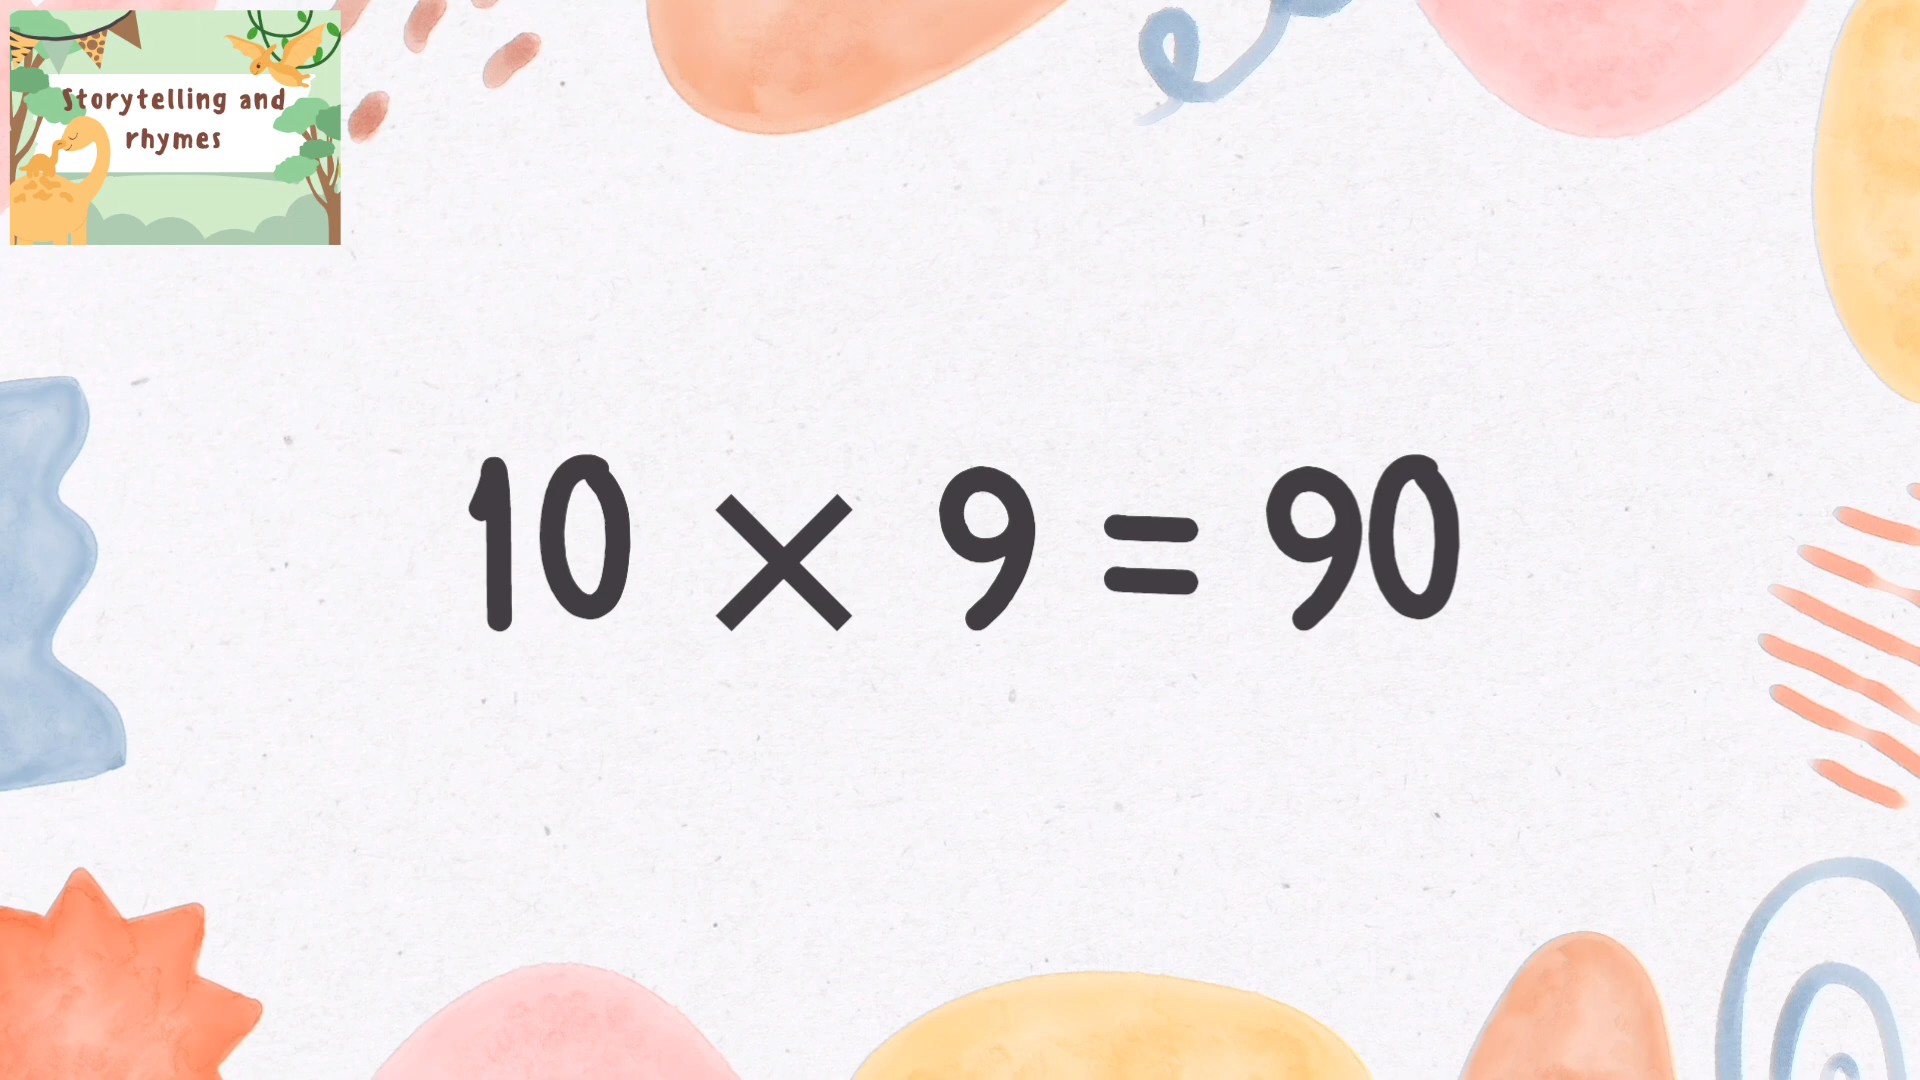 Storytelling and
rhymes
10 × 9 = 90